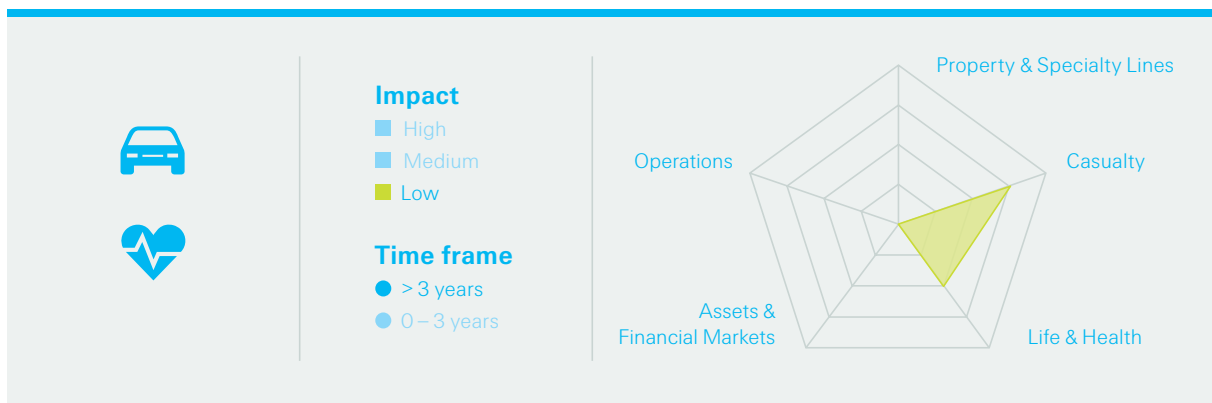 Impact
High
Medium
Low
Time frame
> 3 years
0 – 3 years
Property & Specialty Lines
Operations
Casualty
Assets &
Financial Markets
Life & Health